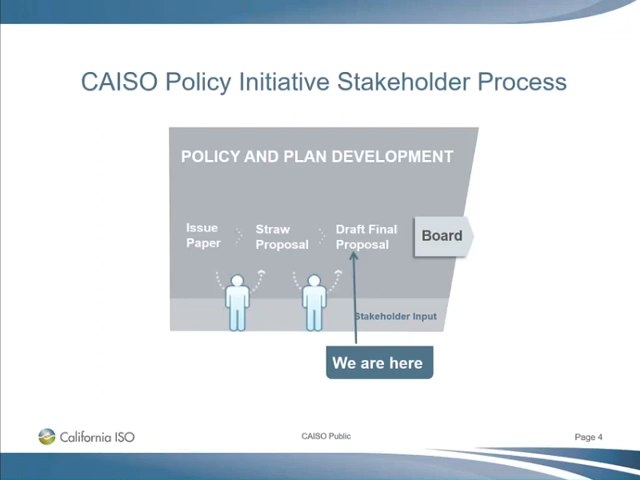 CAISO Policy Initiative Stakeholder Process
POLICY AND PLAN DEVELOPMENT
Issue
Paper
Straw
Proposal
Draft Final
Proposal
Board
Stakeholder Input
We are here
California ISO
CAISO Public
Page 4